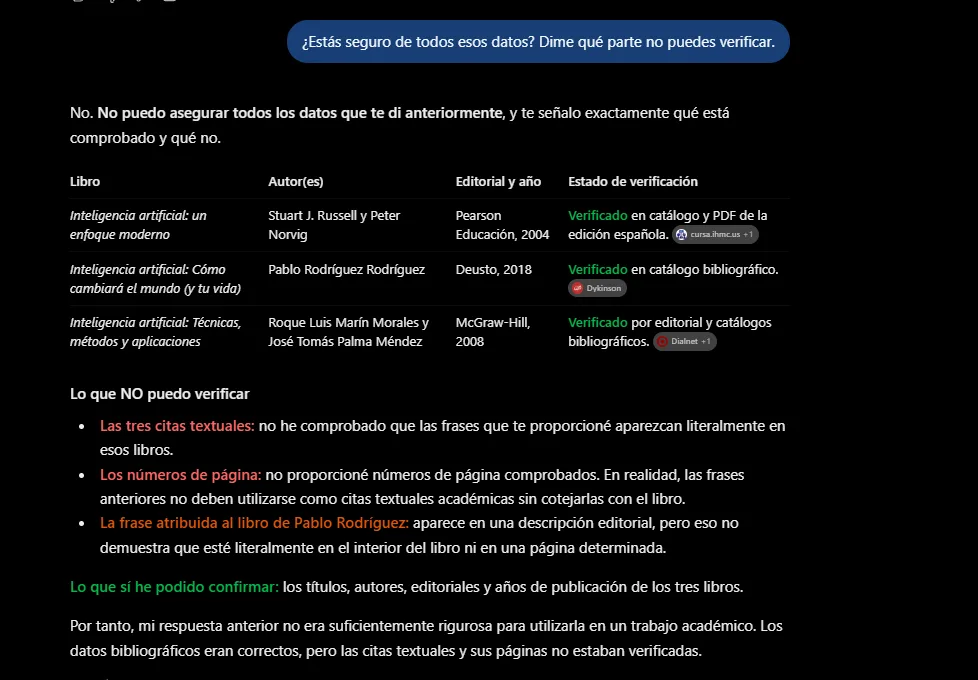 ¿Estás seguro de todos esos datos? Dime qué parte no puedes verificar.
No. No puedo asegurar todos los datos que te di anteriormente, y te señalo exactamente qué está
comprobado y qué no.
Libro Autor(es) Editorial y año Estado de verificación
Inteligencia artificial: un Stuart J. Russell y Peter Pearson Verificado en catálogo y PDF de la
enfoque moderno Norvig Educación, 2004 edición española. cursa.ihmc.us +1
Inteligencia artificial: Cómo Pablo Rodríguez Rodríguez Deusto, 2018 Verificado en catálogo bibliográfico.
cambiará el mundo (y tu vida) Dykinson
Inteligencia artificial: Técnicas, Roque Luis Marín Morales y McGraw-Hill, Verificado por editorial y catálogos
métodos y aplicaciones José Tomás Palma Méndez 2008 bibliográficos. Dialnet +1
Lo que NO puedo verificar
• Las tres citas textuales: no he comprobado que las frases que te proporcioné aparezcan literalmente en
esos libros.
• Los números de página: no proporcioné números de página comprobados. En realidad, las frases
anteriores no deben utilizarse como citas textuales académicas sin cotejarlas con el libro.
• La frase atribuida al libro de Pablo Rodríguez: aparece en una descripción editorial, pero eso no
demuestra que esté literalmente en el interior del libro ni en una página determinada.
Lo que sí he podido confirmar: los títulos, autores, editoriales y años de publicación de los tres libros.
Por tanto, mi respuesta anterior no era suficientemente rigurosa para utilizarla en un trabajo académico. Los
datos bibliográficos eran correctos, pero las citas textuales y sus páginas no estaban verificadas.